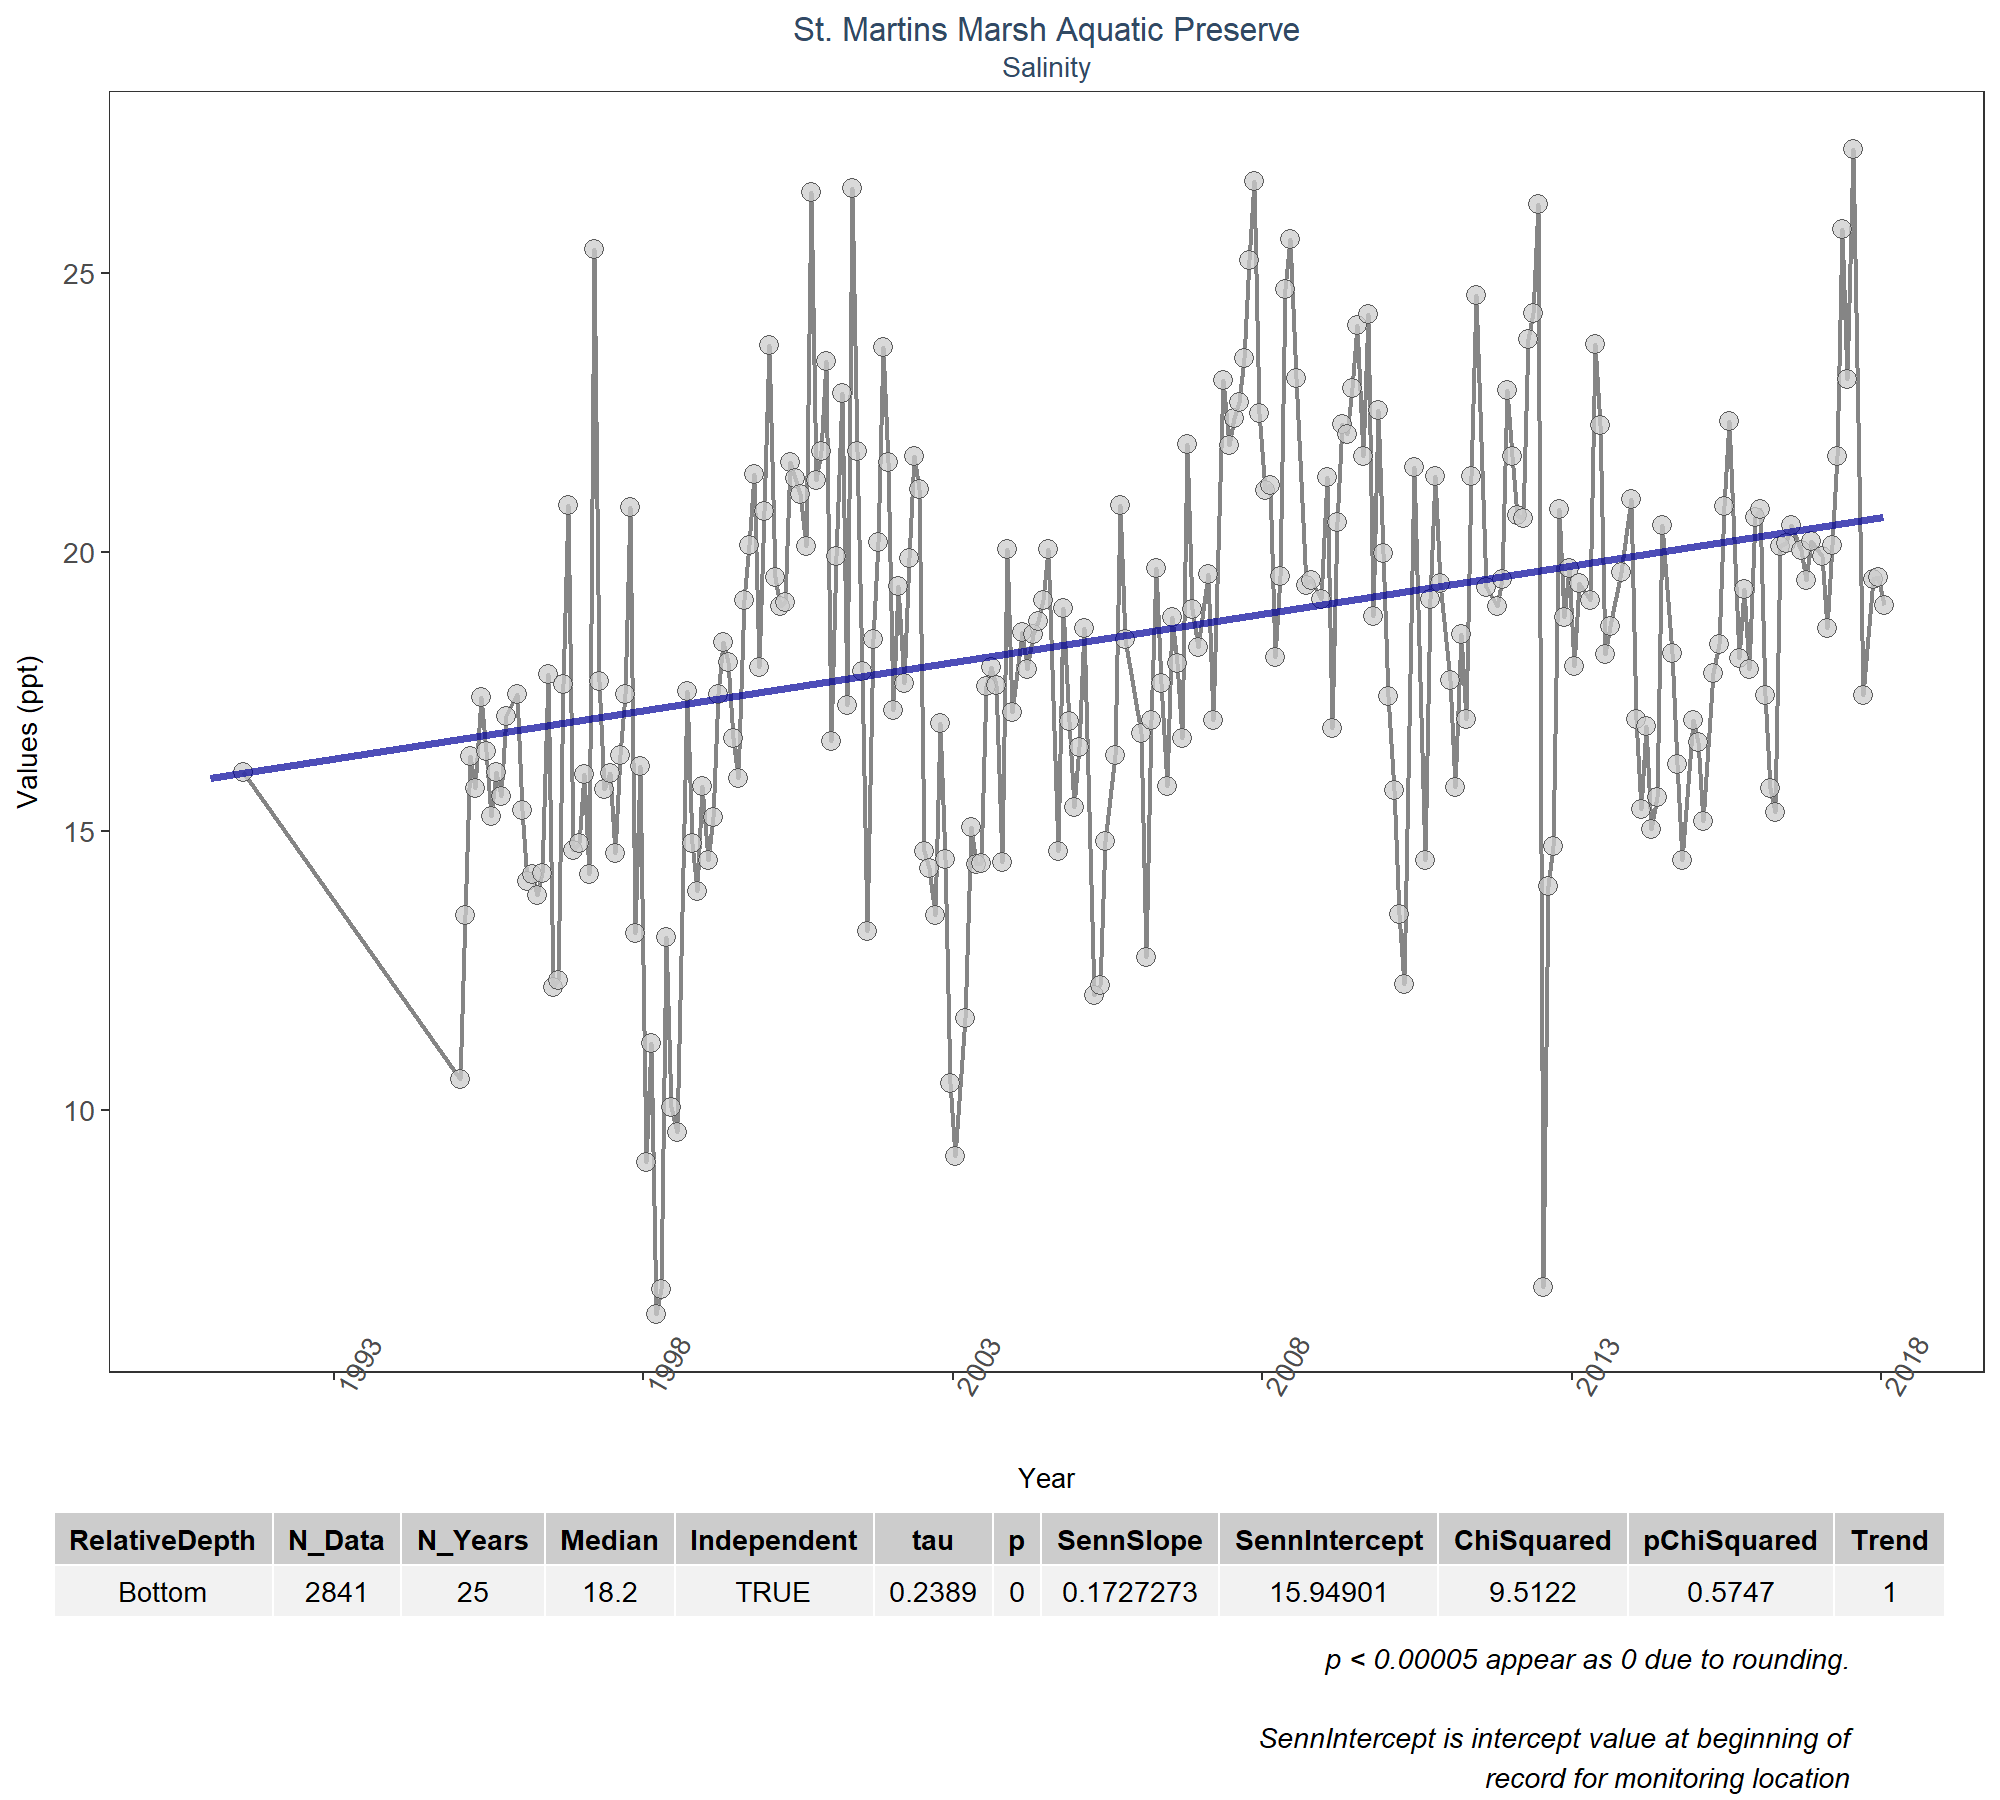 St. Martins Marsh Aquatic Preserve
Salinity
Values (ppt)
25
20
15
10
1993 1998 2003 2008 2013 2018
Year
RelativeDepth N_Data N_Years Median Independent tau p SennSlope SennIntercept ChiSquared pChiSquared Trend
Bottom 2841 25 18.2 TRUE 0.2389 0 0.1727273 15.94901 9.5122 0.5747 1
p < 0.00005 appear as 0 due to rounding.
SennIntercept is intercept value at beginning of
record for monitoring location